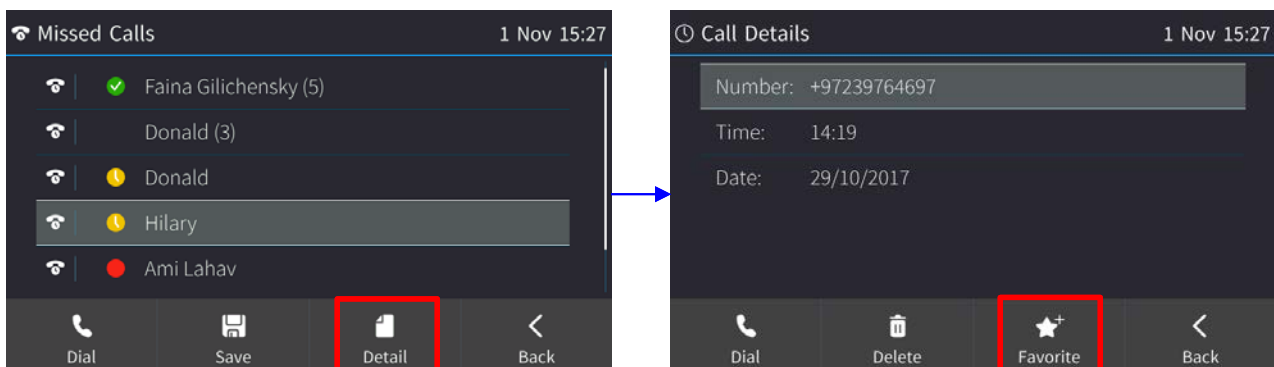 Missed Calls 1 Nov 15:27
Faina Gilichensky (5)
Donald (3)
Donald
Hilary
Ami Lahav
Dial Save Detail Back
Call Details 1 Nov 15:27
Number: +97239764697
Time: 14:19
Date: 29/10/2017
Dial Delete Favorite Back